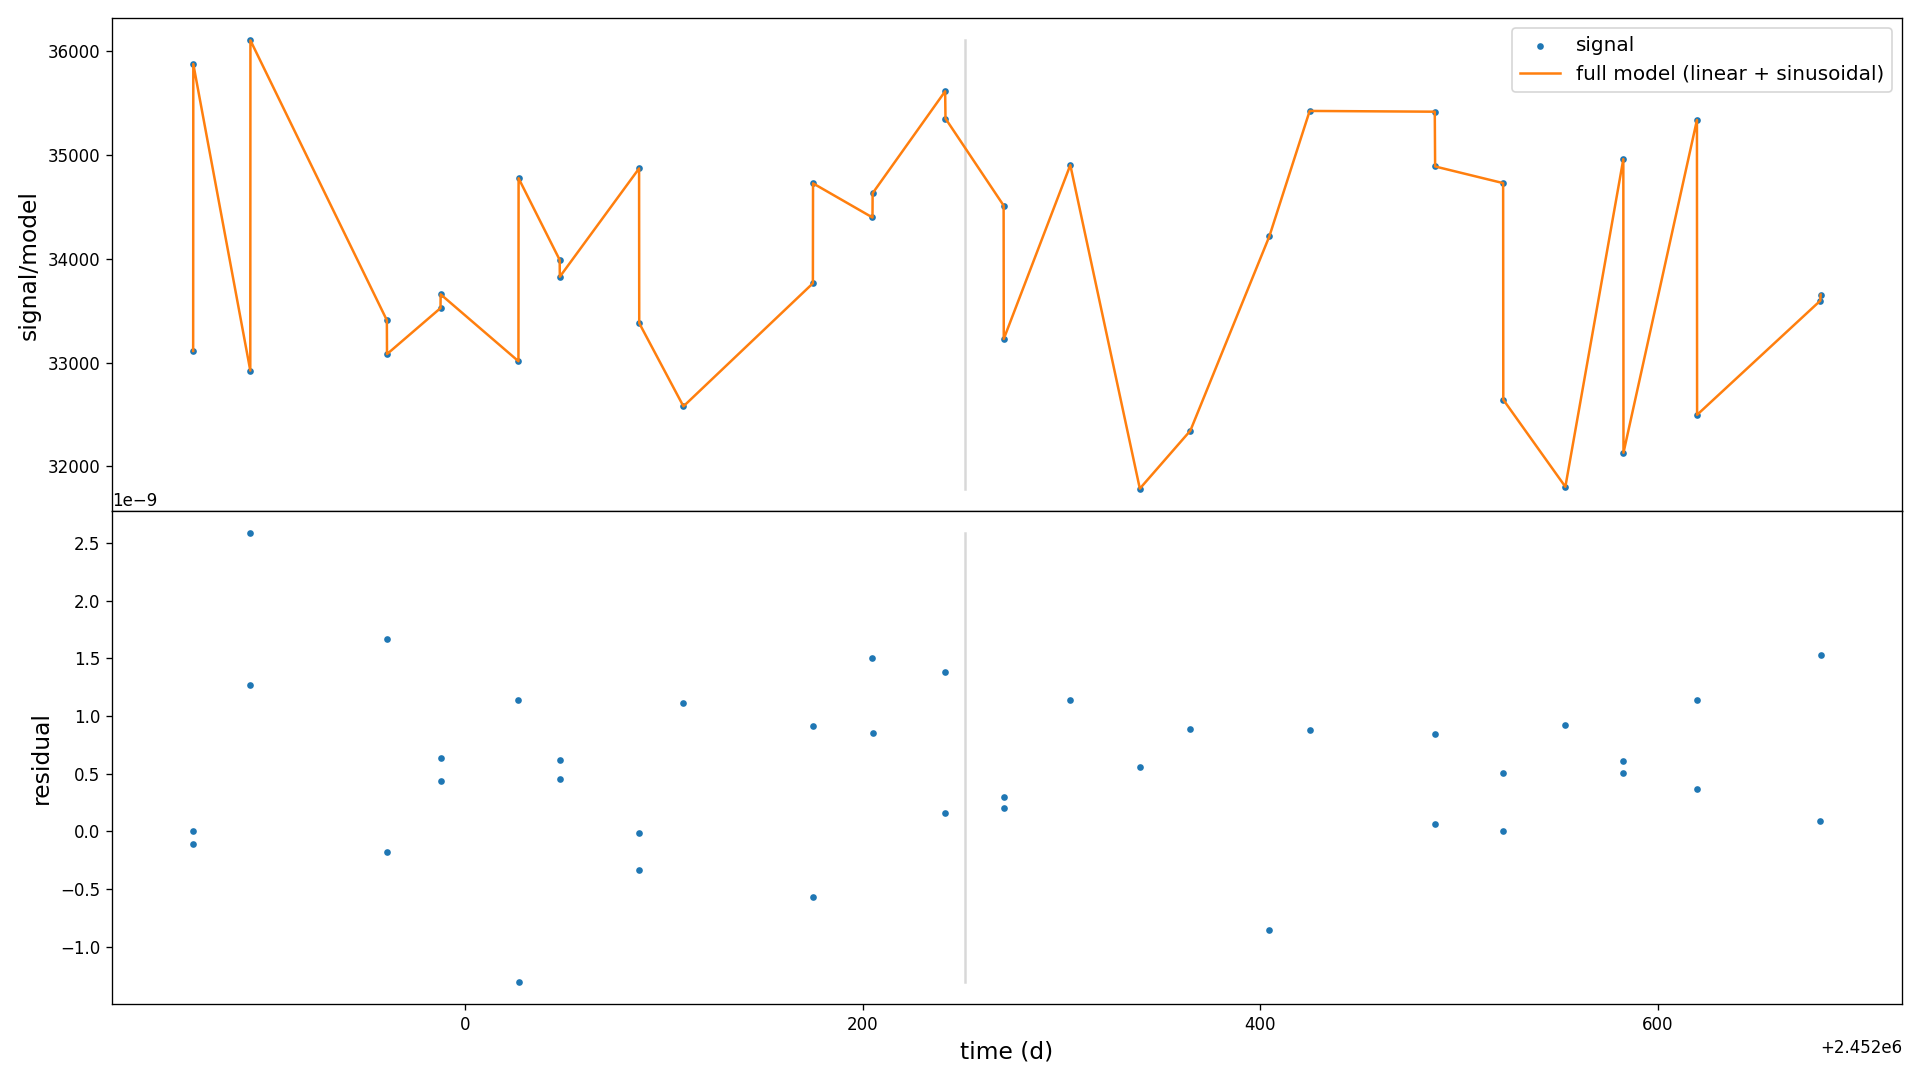 36000
35000
34000
33000
32000
signal/model
signal
full model (linear + sinusoidal)
1e−9
2.5
2.0
1.5
1.0
0.5
0.0
−0.5
−1.0
residual
0
200
400
600
time (d)
+2.452e6